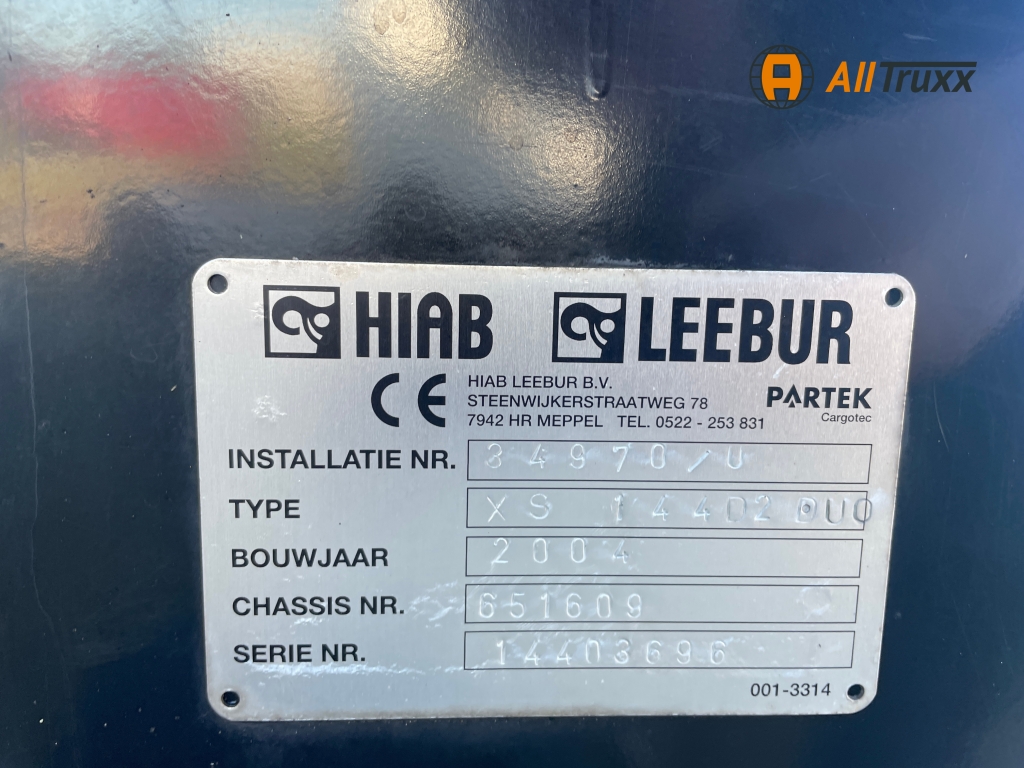 AllTruxx
HIAB LEEBUR
HIAB LEEBUR B.V.
STEENWIJKERSTRAATWEG 78
7942 HR MEPPEL TEL. 0522 - 253 831
PARTEK
Cargotec
CE
INSTALLATIE NR. 34970/U
TYPE XS 144D2 DUO
BOUWJAAR 2004
CHASSIS NR. 651609
SERIE NR. 14403696
001-3314